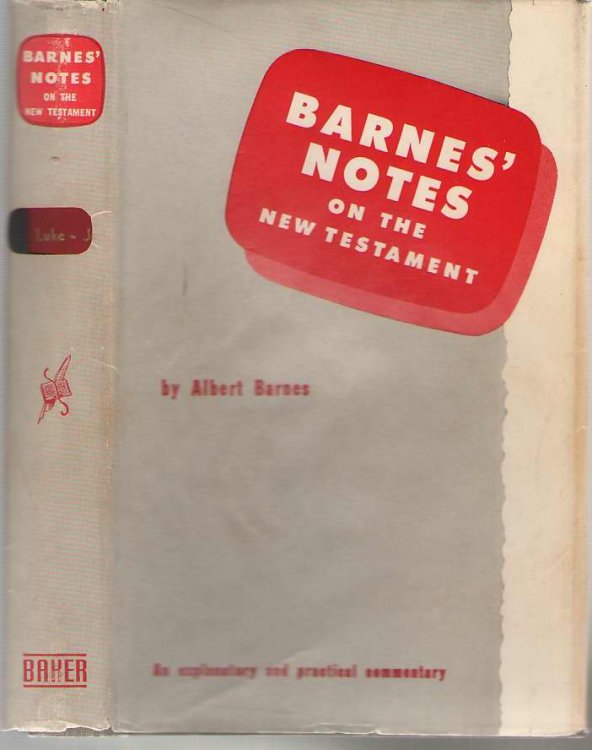 BARNES'
NOTES
ON THE
NEW TESTAMENT
Luke - J
BAKER
BARNES'
NOTES
ON THE
NEW TESTAMENT
by Albert Barnes
An explanatory and practical commentary